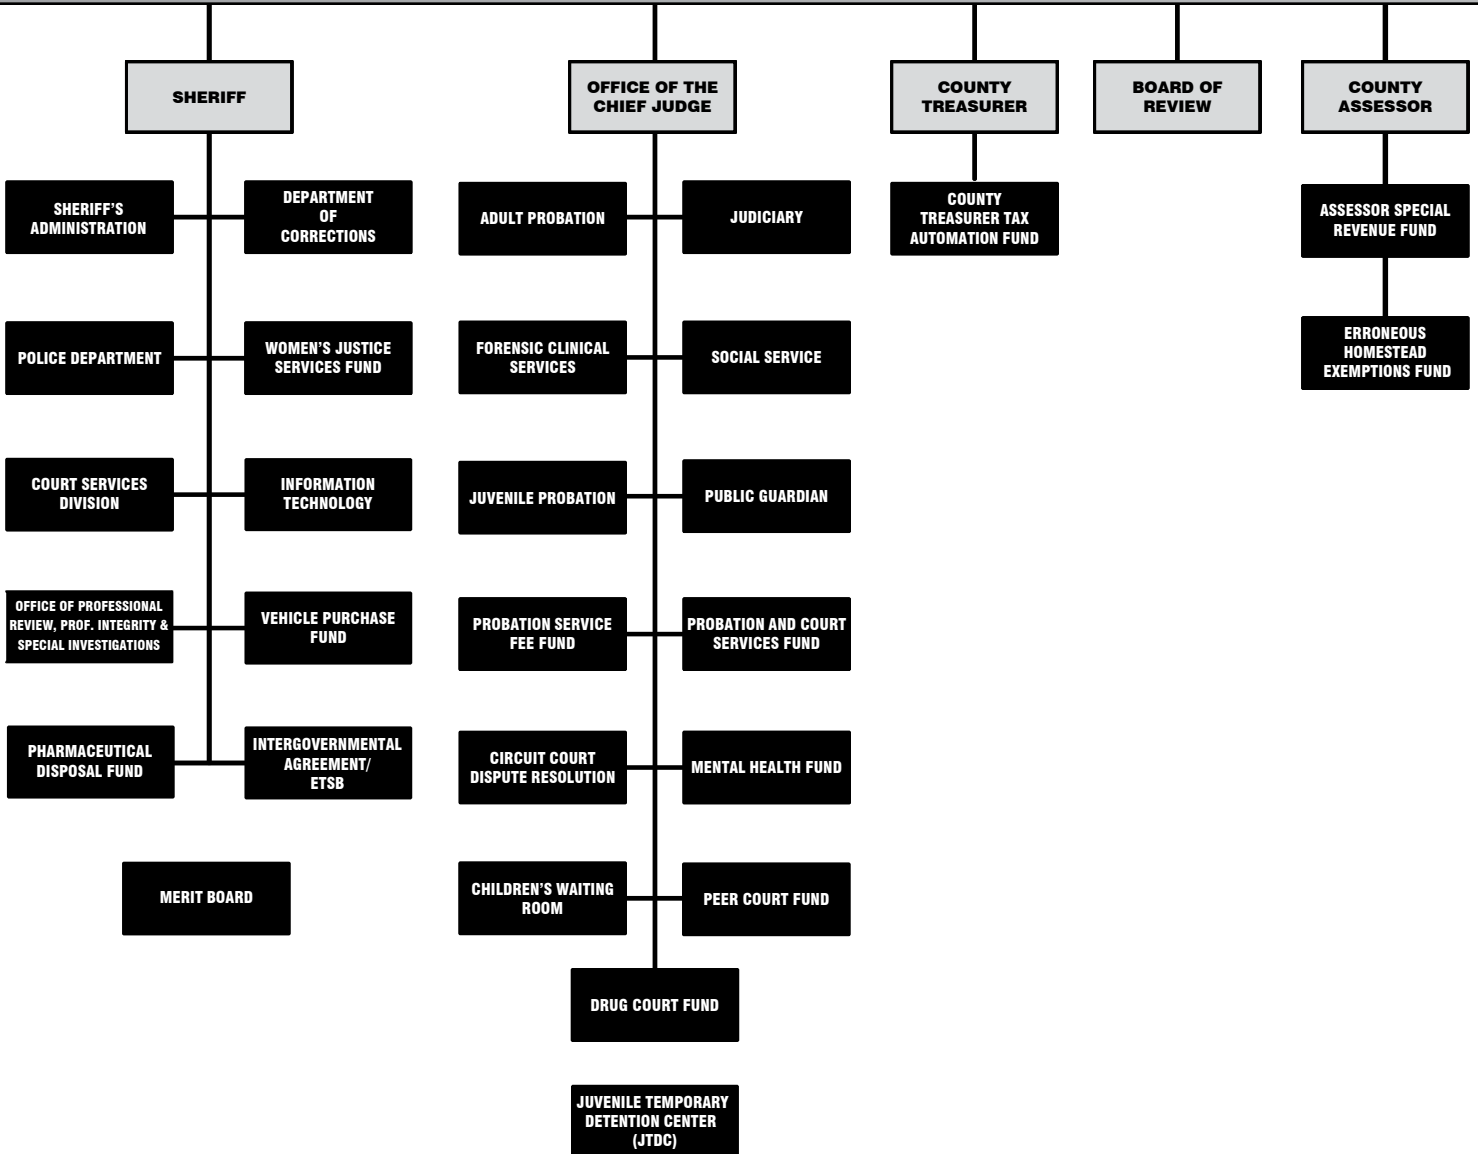 SHERIFF
OFFICE OF THE
CHIEF JUDGE
COUNTY
TREASURER
BOARD OF
REVIEW
COUNTY
ASSESSOR
SHERIFF'S
ADMINISTRATION
DEPARTMENT
OF
CORRECTIONS
ADULT PROBATION
JUDICIARY
COUNTY
TREASURER TAX
AUTOMATION FUND
ASSESSOR SPECIAL
REVENUE FUND
POLICE DEPARTMENT
WOMEN'S JUSTICE
SERVICES FUND
FORENSIC CLINICAL
SERVICES
SOCIAL SERVICE
ERRONEOUS
HOMESTEAD
EXEMPTIONS FUND
COURT SERVICES
DIVISION
INFORMATION
TECHNOLOGY
JUVENILE PROBATION
PUBLIC GUARDIAN
OFFICE OF PROFESSIONAL
REVIEW, PROF. INTEGRITY &
SPECIAL INVESTIGATIONS
VEHICLE PURCHASE
FUND
PROBATION SERVICE
FEE FUND
PROBATION AND COURT
SERVICES FUND
PHARMACEUTICAL
DISPOSAL FUND
INTERGOVERNMENTAL
AGREEMENT/
ETSB
CIRCUIT COURT
DISPUTE RESOLUTION
MENTAL HEALTH FUND
MERIT BOARD
CHILDREN'S WAITING
ROOM
PEER COURT FUND
DRUG COURT FUND
JUVENILE TEMPORARY
DETENTION CENTER
(JTDC)